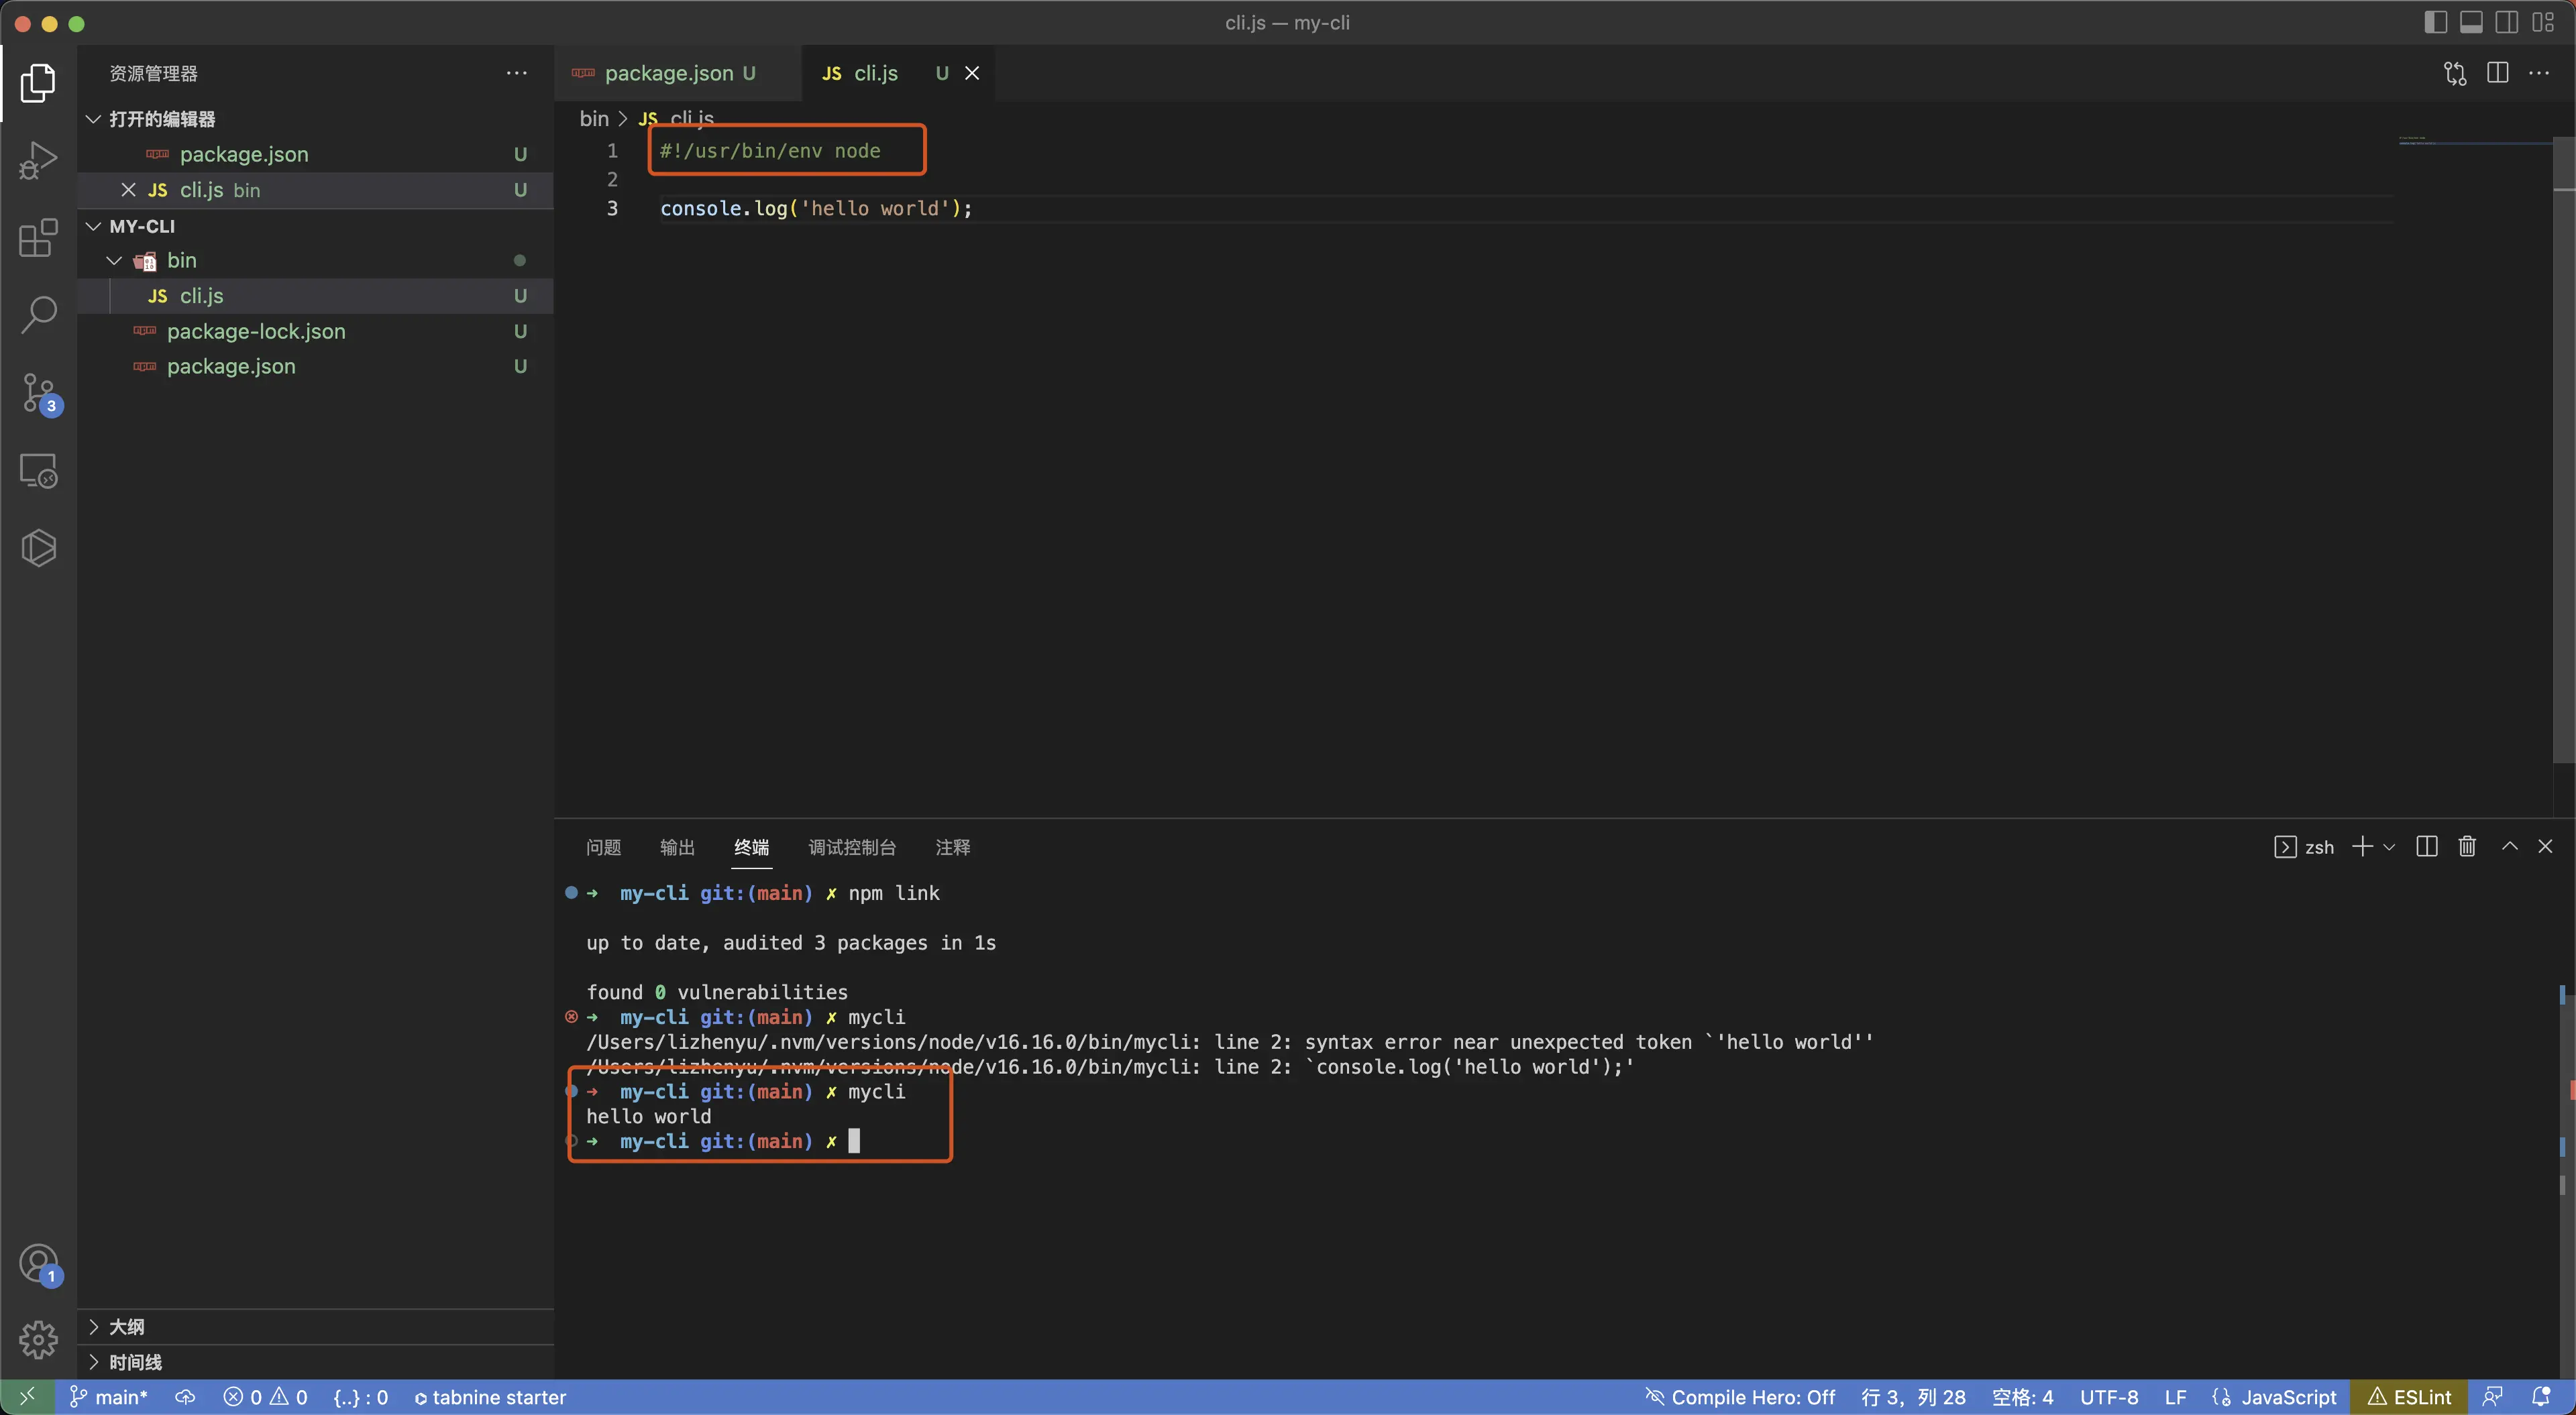 cli.js — my-cli
资源管理器
打开的编辑器
package.json U
cli.js bin U
MY-CLI
bin
cli.js U
package-lock.json U
package.json U
3
1
大纲
时间线
package.json U
JS cli.js U
bin > JS cli.js
1 #!/usr/bin/env node
2
3 console.log('hello world');
问题 输出 终端 调试控制台 注释 zsh
➜ my-cli git:(main) ✗ npm link
up to date, audited 3 packages in 1s
found 0 vulnerabilities
➜ my-cli git:(main) ✗ mycli
/Users/lizhenyu/.nvm/versions/node/v16.16.0/bin/mycli: line 2: syntax error near unexpected token `'hello world''
/Users/lizhenyu/.nvm/versions/node/v16.16.0/bin/mycli: line 2: `console.log('hello world');'
➜ my-cli git:(main) ✗ mycli
hello world
➜ my-cli git:(main) ✗
main* 0 0 {..} : 0 tabnine starter Compile Hero: Off 行 3，列 28 空格: 4 UTF-8 LF JavaScript ESLint